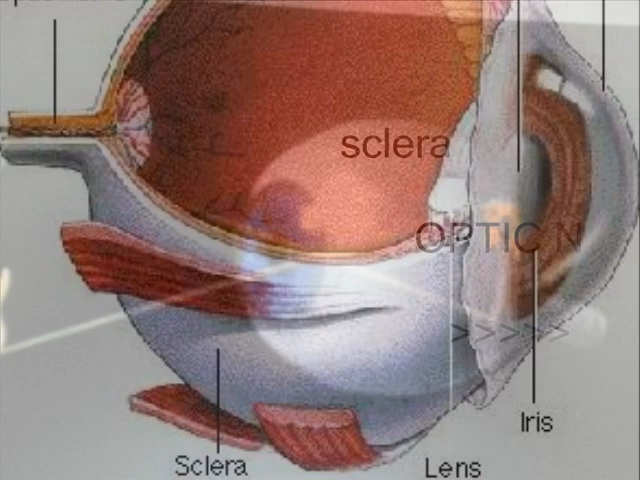 sclera
OPTIC N
>>>>>
Iris
Sclera
Lens